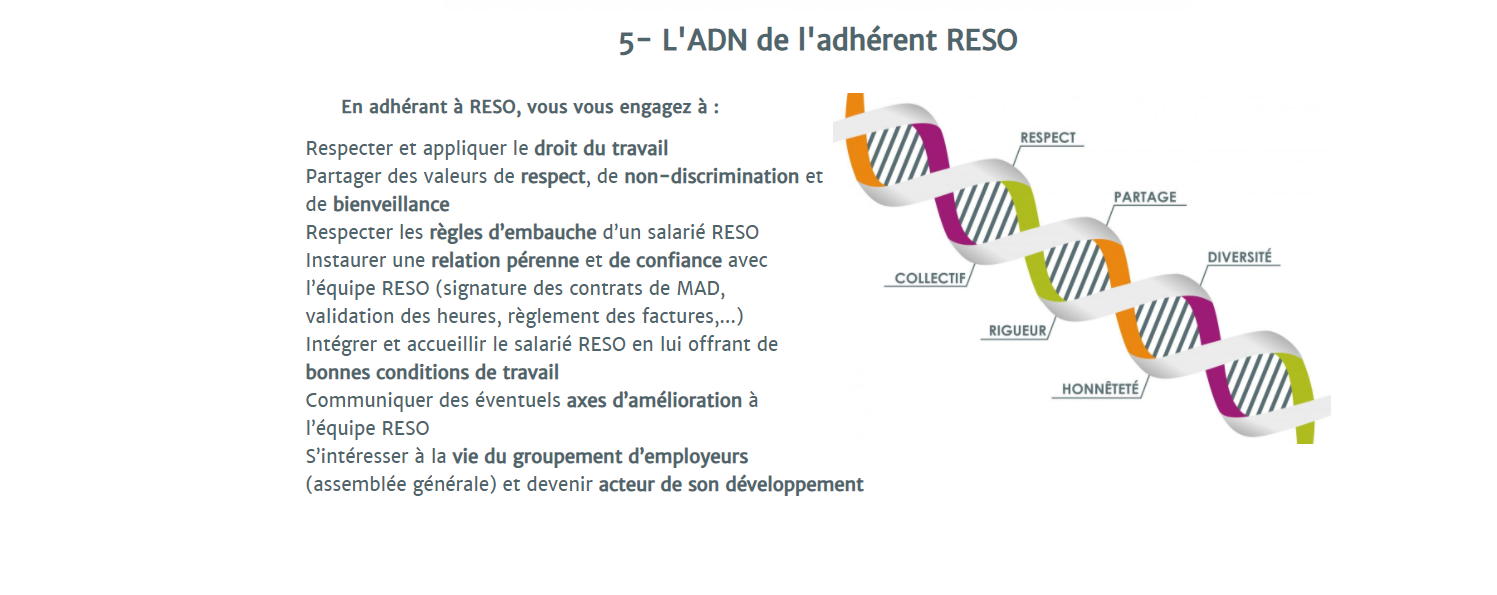 5- L'ADN de l'adhérent RESO
En adhérant à RESO, vous vous engagez à :
Respecter et appliquer le droit du travail
Partager des valeurs de respect, de non-discrimination et
de bienveillance
Respecter les règles d’embauche d’un salarié RESO
Instaurer une relation pérenne et de confiance avec
l’équipe RESO (signature des contrats de MAD,
validation des heures, règlement des factures,...)
Intégrer et accueillir le salarié RESO en lui offrant de
bonnes conditions de travail
Communiquer des éventuels axes d’amélioration à
l’équipe RESO
S’intéresser à la vie du groupement d’employeurs
(assemblée générale) et devenir acteur de son développement
RESPECT
PARTAGE
DIVERSITÉ
COLLECTIF
RIGUEUR
HONNÊTETÉ